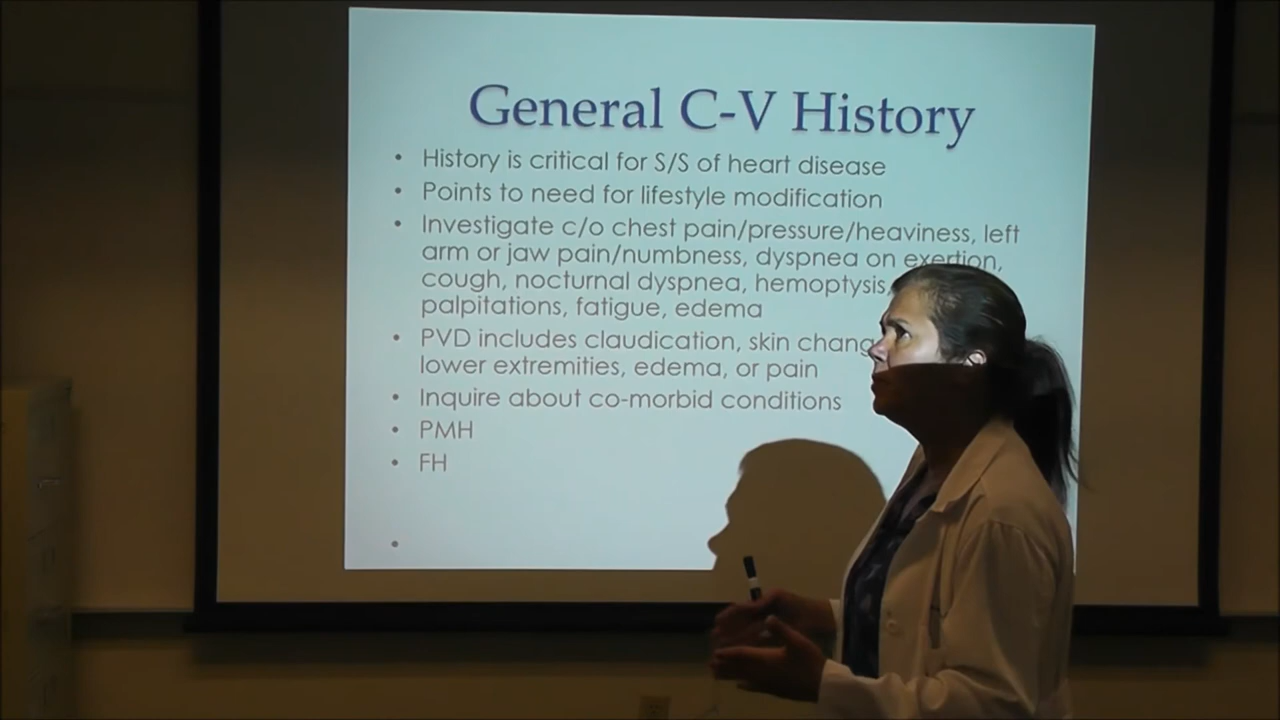 General C-V History
• History is critical for S/S of heart disease
• Points to need for lifestyle modification
• Investigate c/o chest pain/pressure/heaviness, left
arm or jaw pain/numbness, dyspnea on exertion,
cough, nocturnal dyspnea, hemoptysis,
palpitations, fatigue, edema
• PVD includes claudication, skin
lower extremities, edema, or pain
• Inquire about co-morbid conditions
• PMH
• FH
•